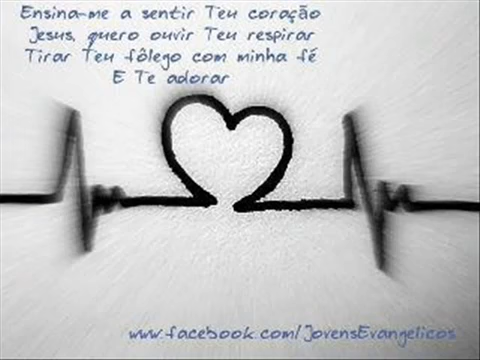 Ensina-me a sentir Teu coração
Jesus, quero ouvir Teu respirar
Tirar Teu fôlego com minha fé
E Te adorar
www.facebook.com/JovensEvangelicos